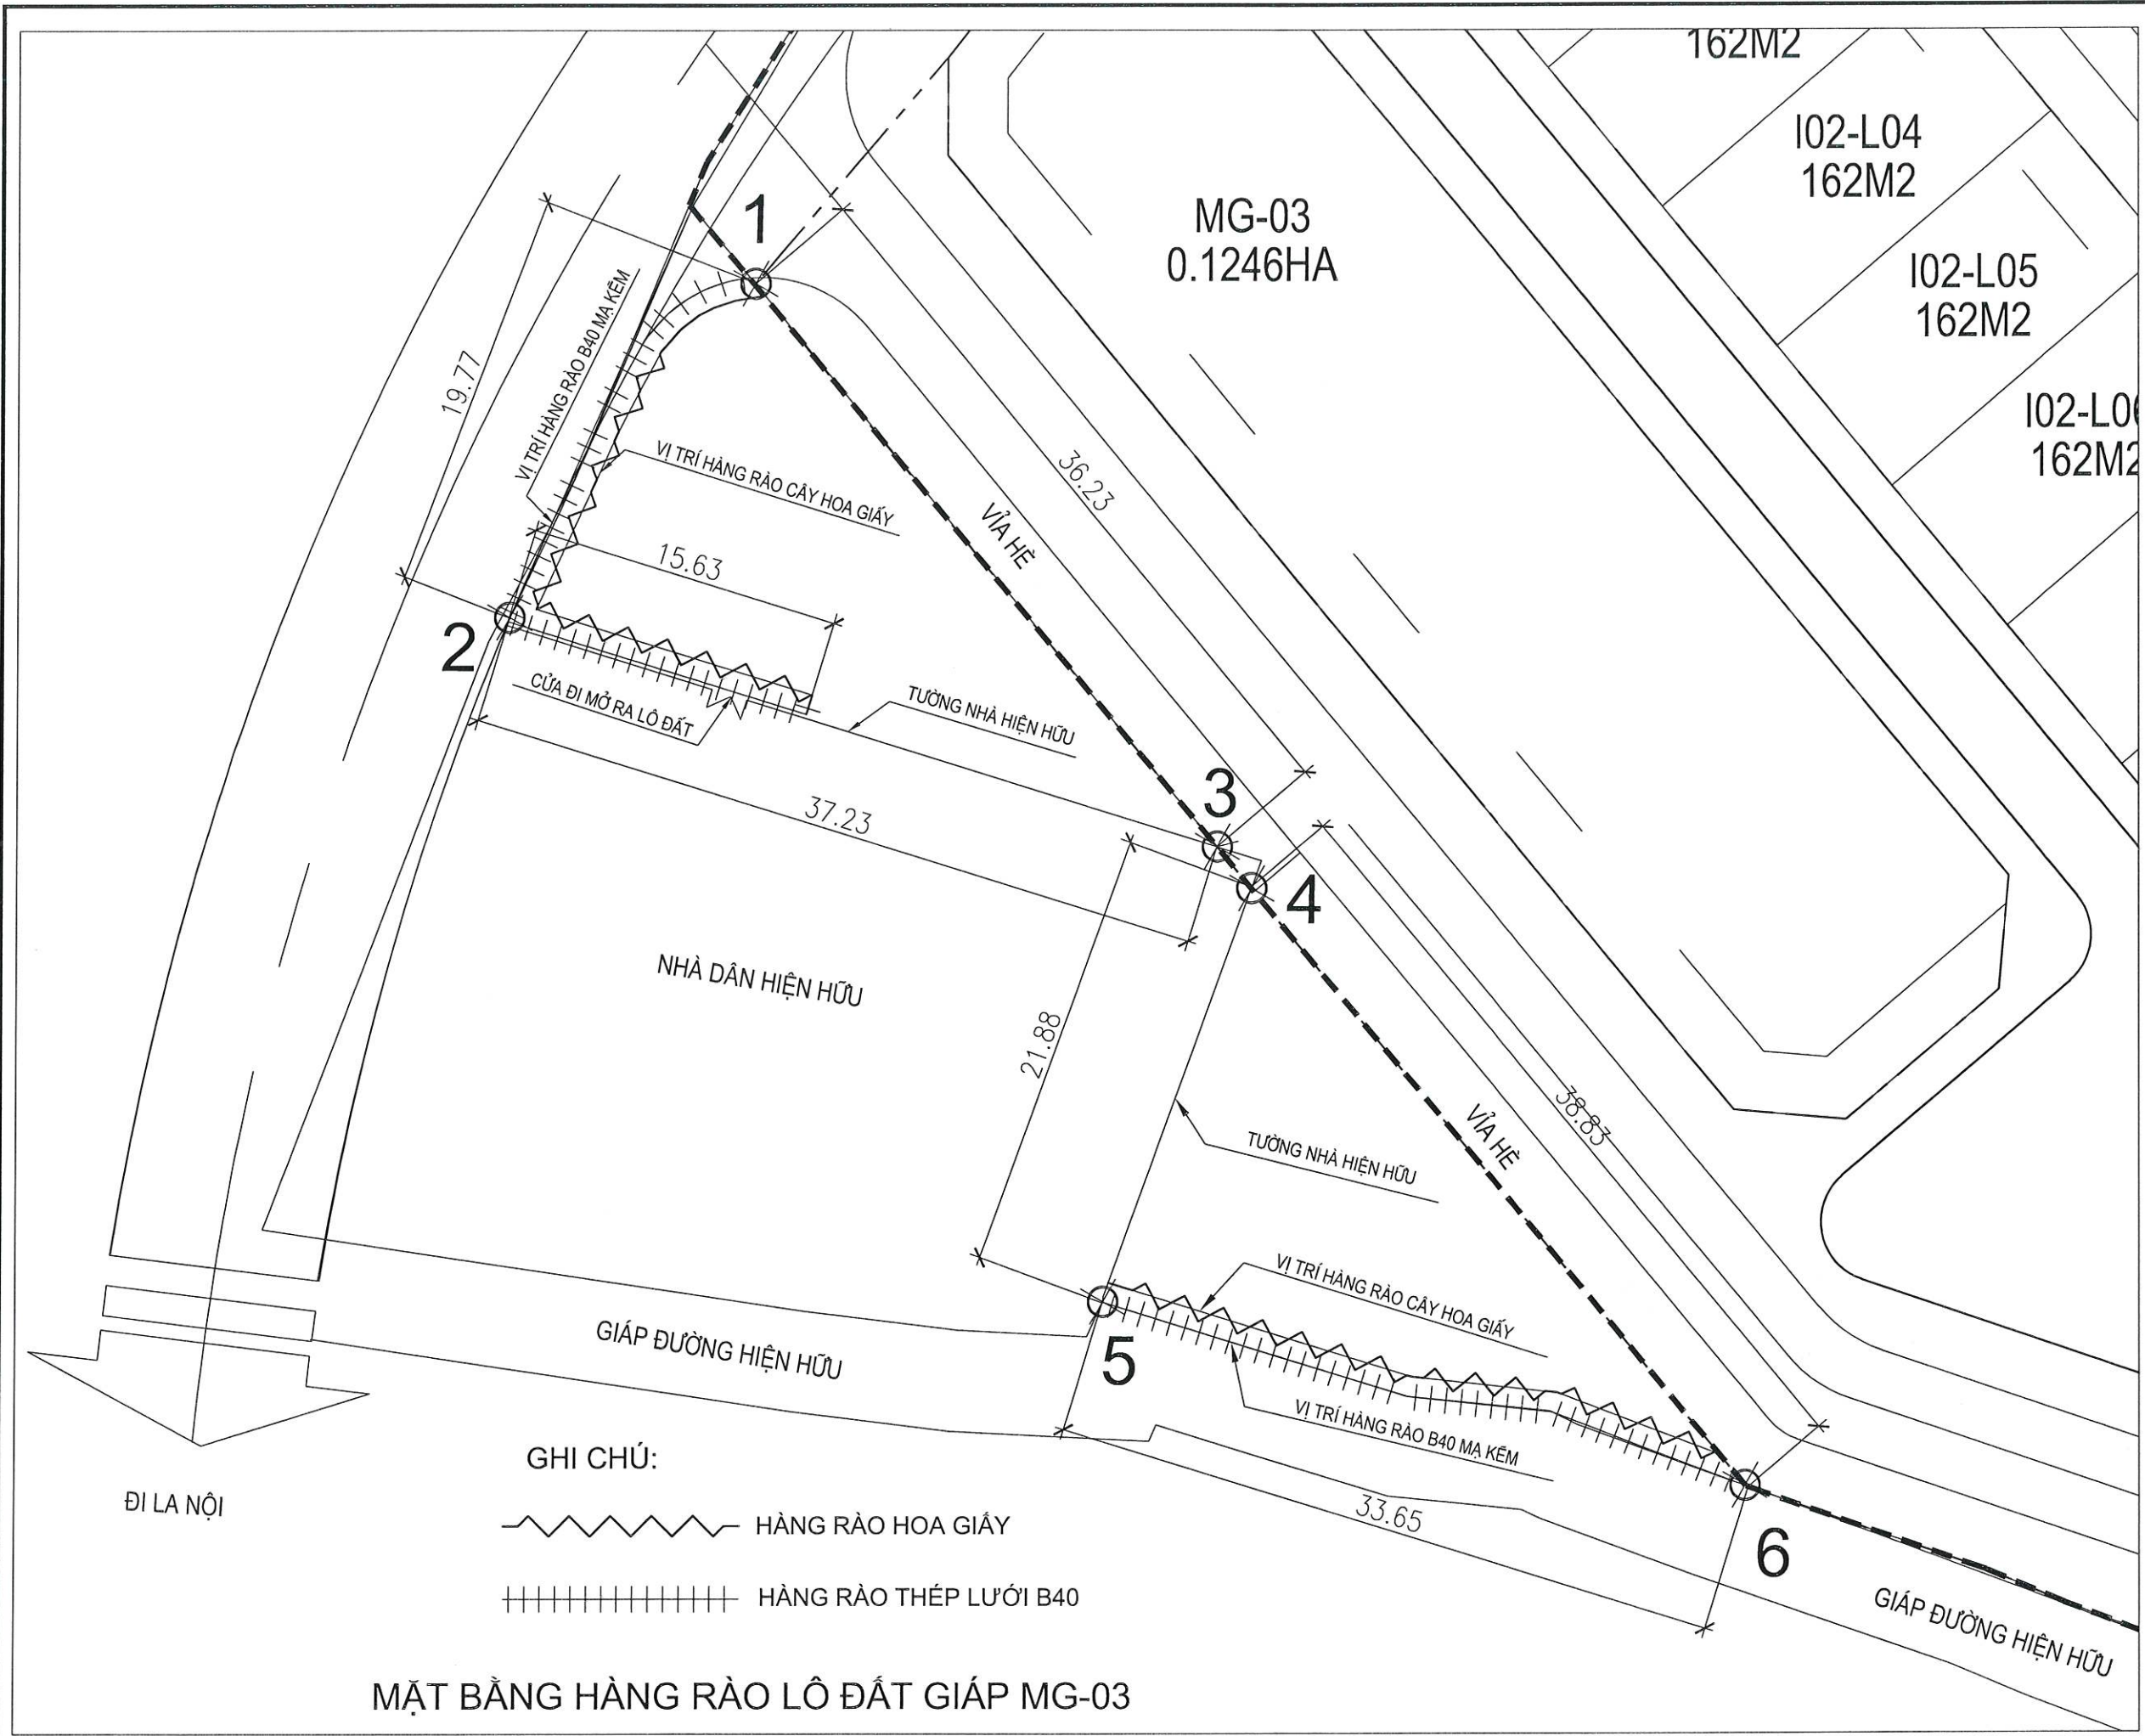 162M2
I02-L04
162M2
MG-03
0.1246HA
I02-L05
162M2
I02-L06
162M2
1
19.77
VỊ TRÍ HÀNG RÀO B40 MẠ KẼM
VỊ TRÍ HÀNG RÀO CÂY HOA GIẤY
36.23
VỈA HÈ
15.63
2
CỬA ĐI MỞ RA LÔ ĐẤT
TƯỜNG NHÀ HIỆN HỮU
37.23
3
4
NHÀ DÂN HIỆN HỮU
21.88
38.83
VỈA HÈ
TƯỜNG NHÀ HIỆN HỮU
VỊ TRÍ HÀNG RÀO CÂY HOA GIẤY
5
GIÁP ĐƯỜNG HIỆN HỮU
VỊ TRÍ HÀNG RÀO B40 MẠ KẼM
33.65
6
GIÁP ĐƯỜNG HIỆN HỮU
ĐI LA NỘI
GHI CHÚ:
HÀNG RÀO HOA GIẤY
HÀNG RÀO THÉP LƯỚI B40
MẶT BẰNG HÀNG RÀO LÔ ĐẤT GIÁP MG-03